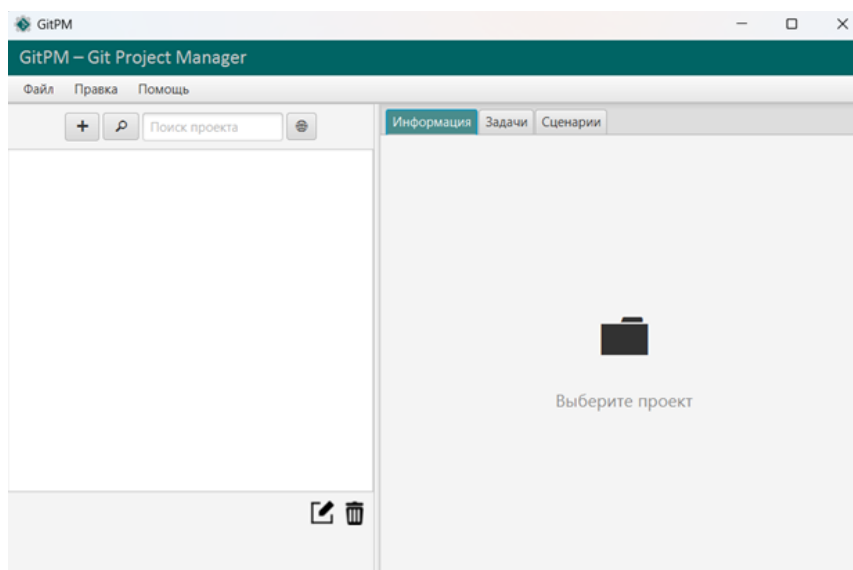 GitPM
GitPM – Git Project Manager
Файл Правка Помощь
Поиск проекта
Информация Задачи Сценарии
Выберите проект